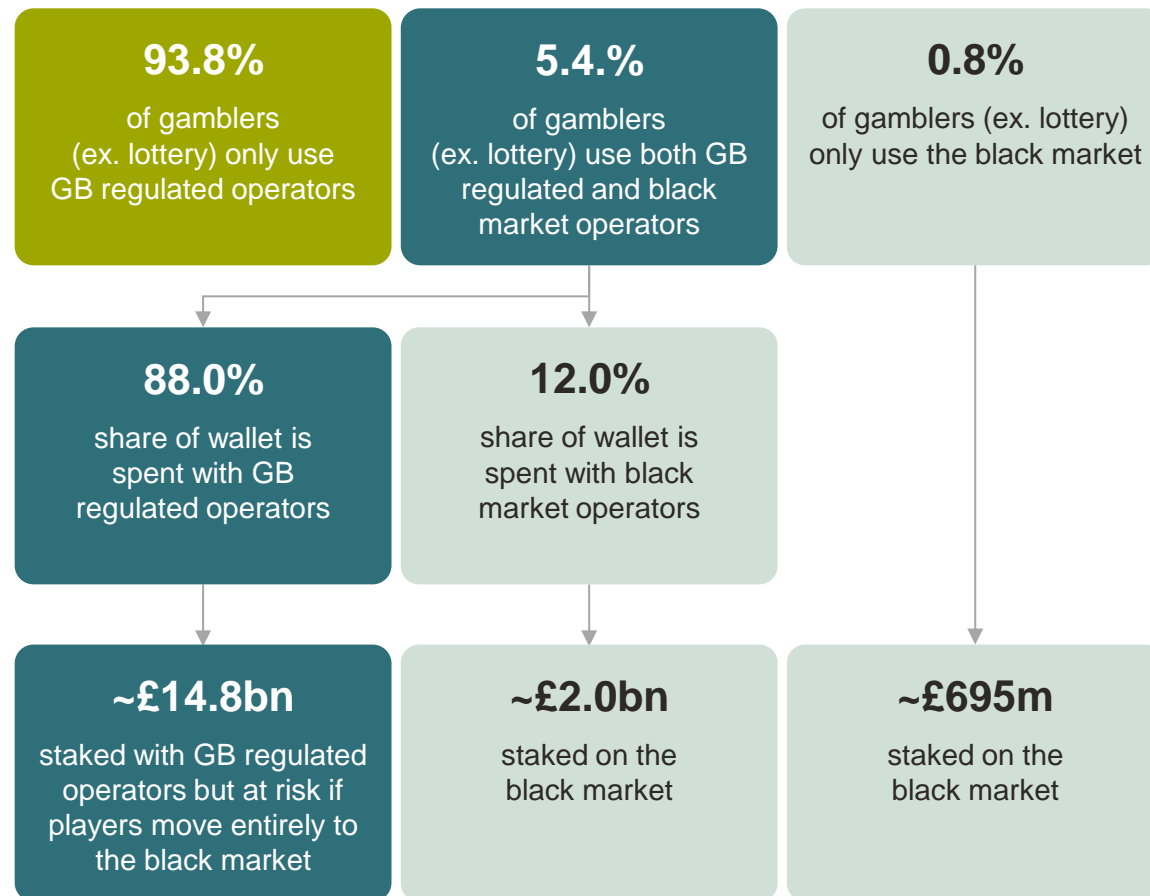 93.8%
of gamblers
(ex. lottery) only use
GB regulated operators
5.4.%
of gamblers
(ex. lottery) use both GB
regulated and black
market operators
0.8%
of gamblers (ex. lottery)
only use the black market
88.0%
share of wallet is
spent with GB
regulated operators
12.0%
share of wallet is
spent with black
market operators
~£14.8bn
staked with GB regulated
operators but at risk if
players move entirely to
the black market
~£2.0bn
staked on the
black market
~£695m
staked on the
black market